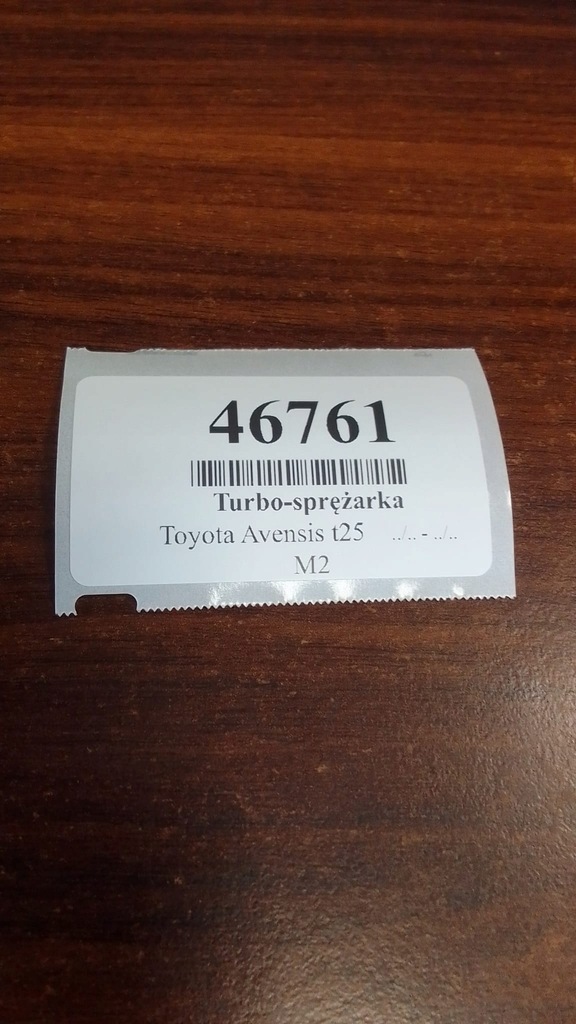 46761
Turbo-sprężarka
Toyota Avensis t25 ../.. - ../..
M2